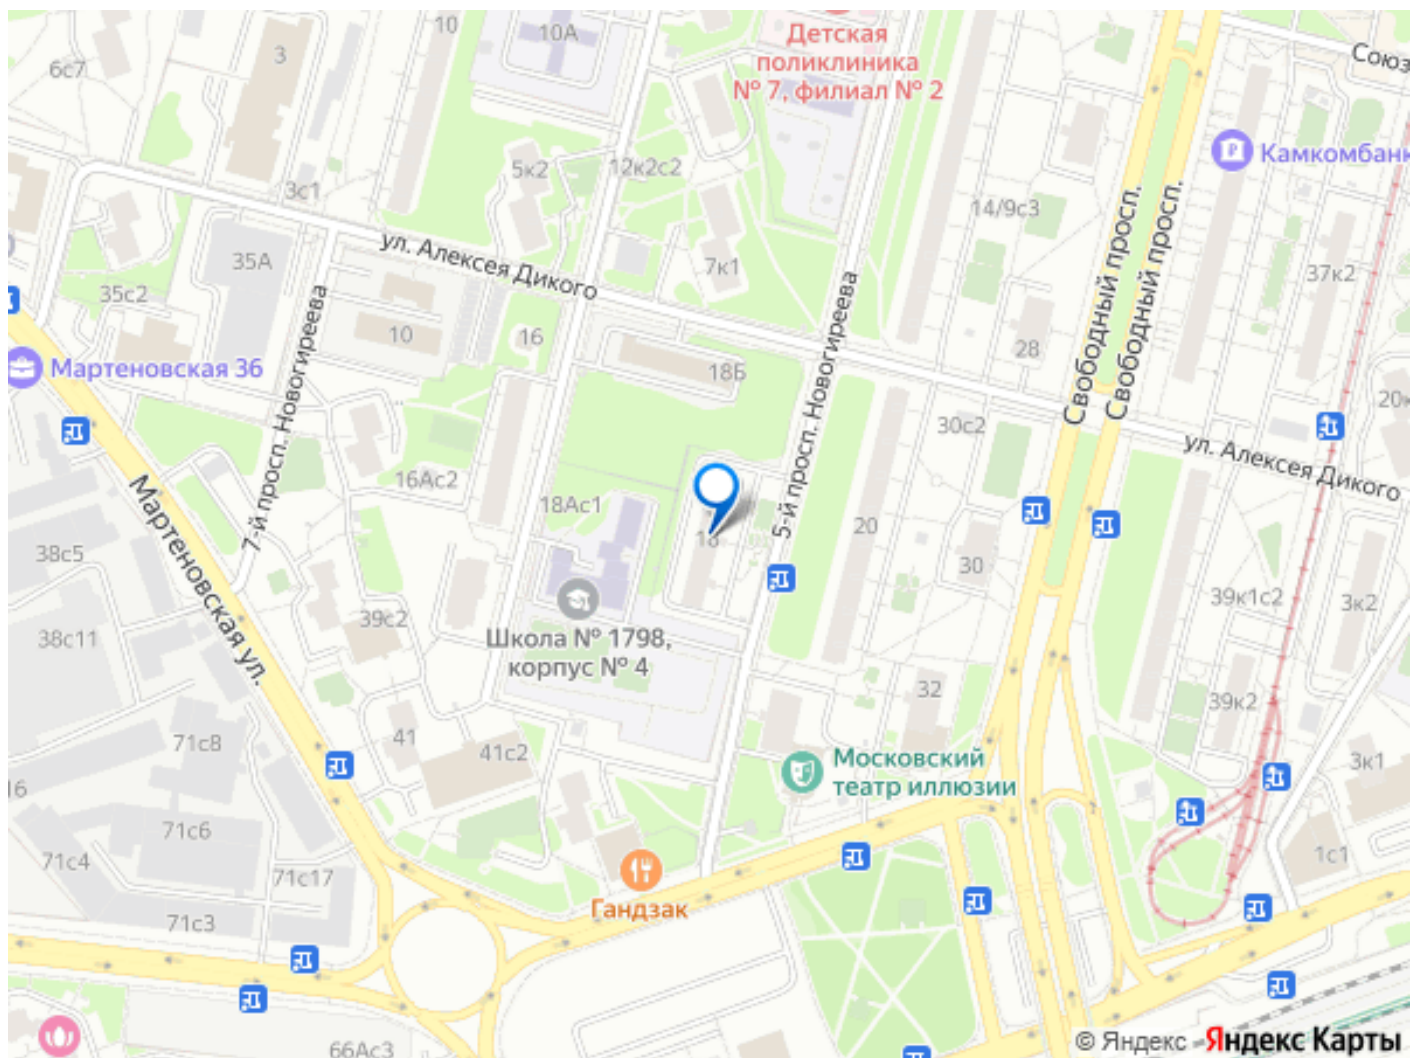 10
10А
Детская
поликлиника
№ 7, филиал № 2
Союз
6с7
3
Свободный просп.
Свободный просп.
Камкомбанк
3с1
5к2
12к2с2
14/9с3
ул. Алексея Дикого
35А
7к1
37к2
35с2
10
16
28
Мартеновская 36
18Б
20к
7-й просп. Новогиреева
5-й просп. Новогиреева
30с2
ул. Алексея Дикого
16Ас2
18Ас1
18
20
30
38с5
Мартеновская ул.
39с2
39к1с2
3к2
38с11
Школа № 1798,
корпус № 4
32
39к2
71с8
41
41с2
Московский
театр иллюзии
3к1
16
71с6
71с4
71с17
1с1
Гандзак
71с3
66Ас3
© Яндекс
Яндекс Карты